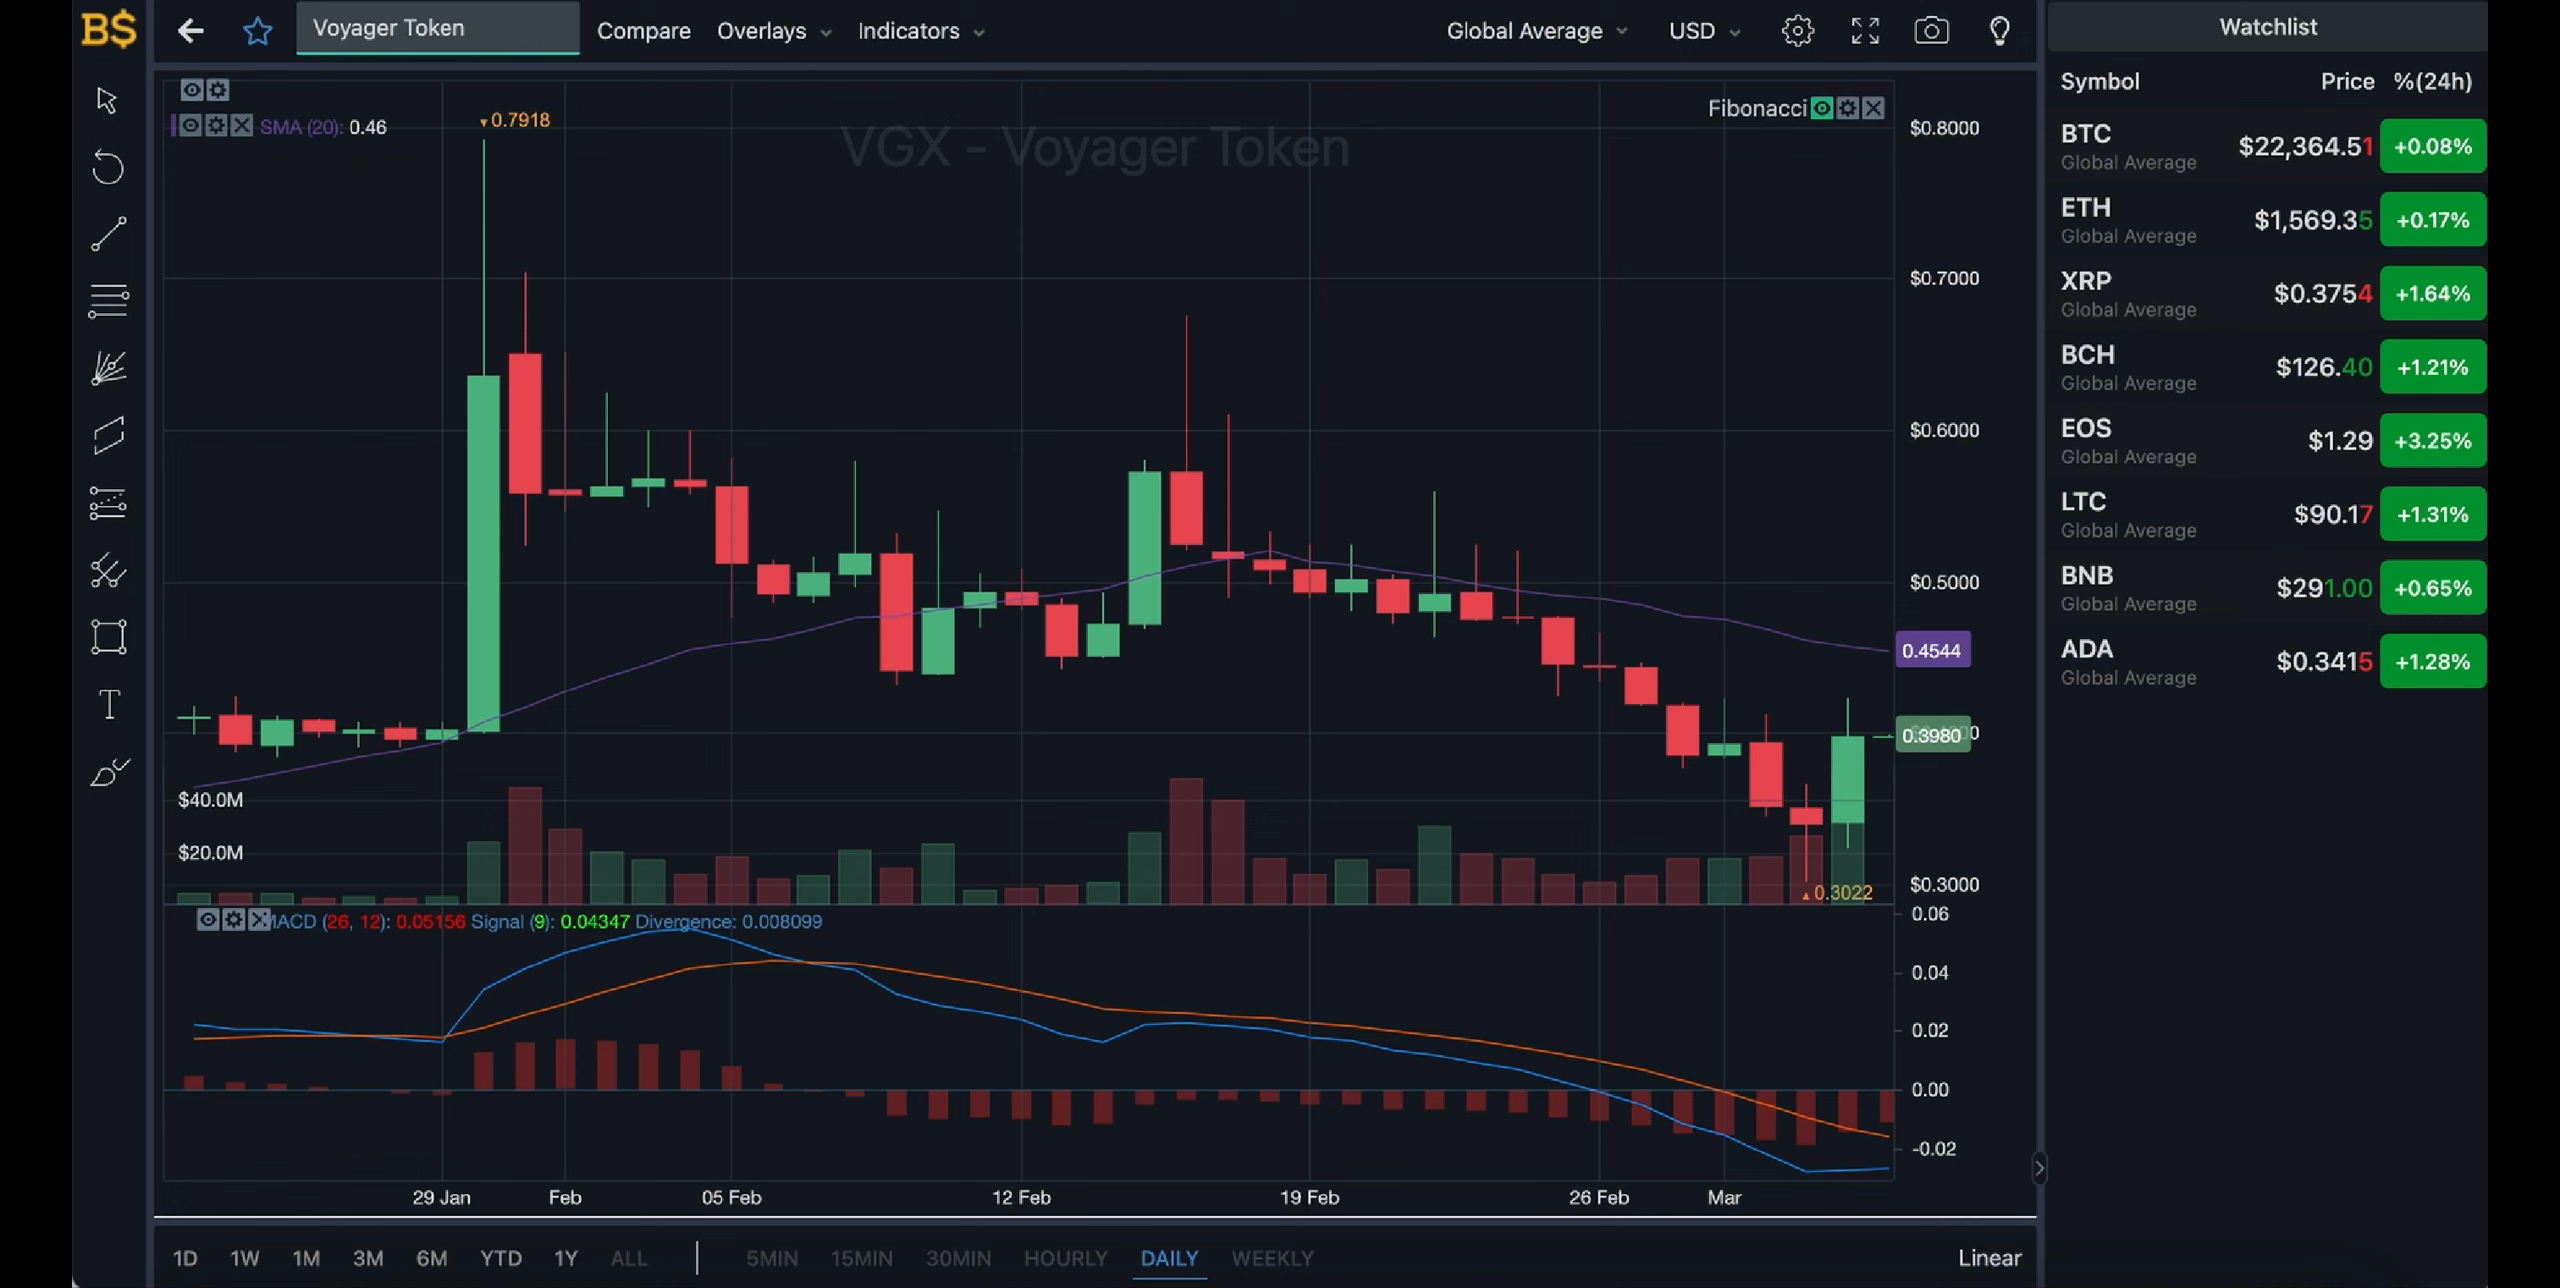 B$
Voyager Token
Compare
Overlays
Indicators
Global Average
USD
Watchlist
Symbol Price %(24h)
BTC $22,364.51 +0.08%
Global Average
ETH $1,569.35 +0.17%
Global Average
XRP $0.3754 +1.64%
Global Average
BCH $126.40 +1.21%
Global Average
EOS $1.29 +3.25%
Global Average
LTC $90.17 +1.31%
Global Average
BNB $291.00 +0.65%
Global Average
ADA $0.3415 +1.28%
Global Average
SMA (20): 0.46
▾0.7918
Fibonacci
VGX - Voyager Token
$0.8000
$0.7000
$0.6000
$0.5000
0.4544
0.3980
$0.3000
$40.0M
$20.0M
▴0.3022
MACD (26, 12): 0.05156 Signal (9): 0.04347 Divergence: 0.008099
0.06
0.04
0.02
0.00
-0.02
29 Jan Feb 05 Feb 12 Feb 19 Feb 26 Feb Mar
1D 1W 1M 3M 6M YTD 1Y ALL 5MIN 15MIN 30MIN HOURLY DAILY WEEKLY Linear